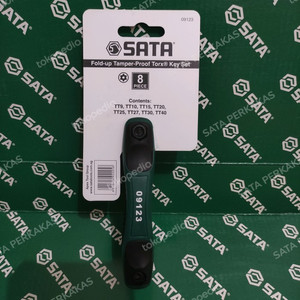 09123
SATA
Fold-up Tamper-Proof Torx® Key Set
8
PIECE
Contents:
TT9, TT10, TT15, TT20,
TT25, TT27, TT30, TT40
09123
SATA PERKAKAS
tokopedia